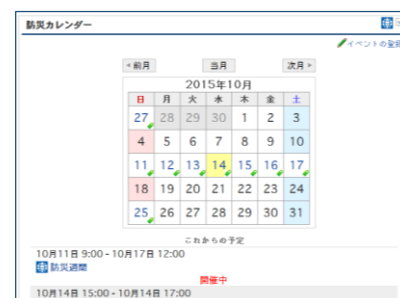 防災カレンダー
イベントの登録
«前月 当月 次月»
2015年10月
日 月 火 水 木 金 土
27 28 29 30 1 2 3
4 5 6 7 8 9 10
11 12 13 14 15 16 17
18 19 20 21 22 23 24
25 26 27 28 29 30 31
これからの予定
10月11日 9:00 - 10月17日 12:00
防災週間
開催中
10月14日 15:00 - 10月14日 17:00